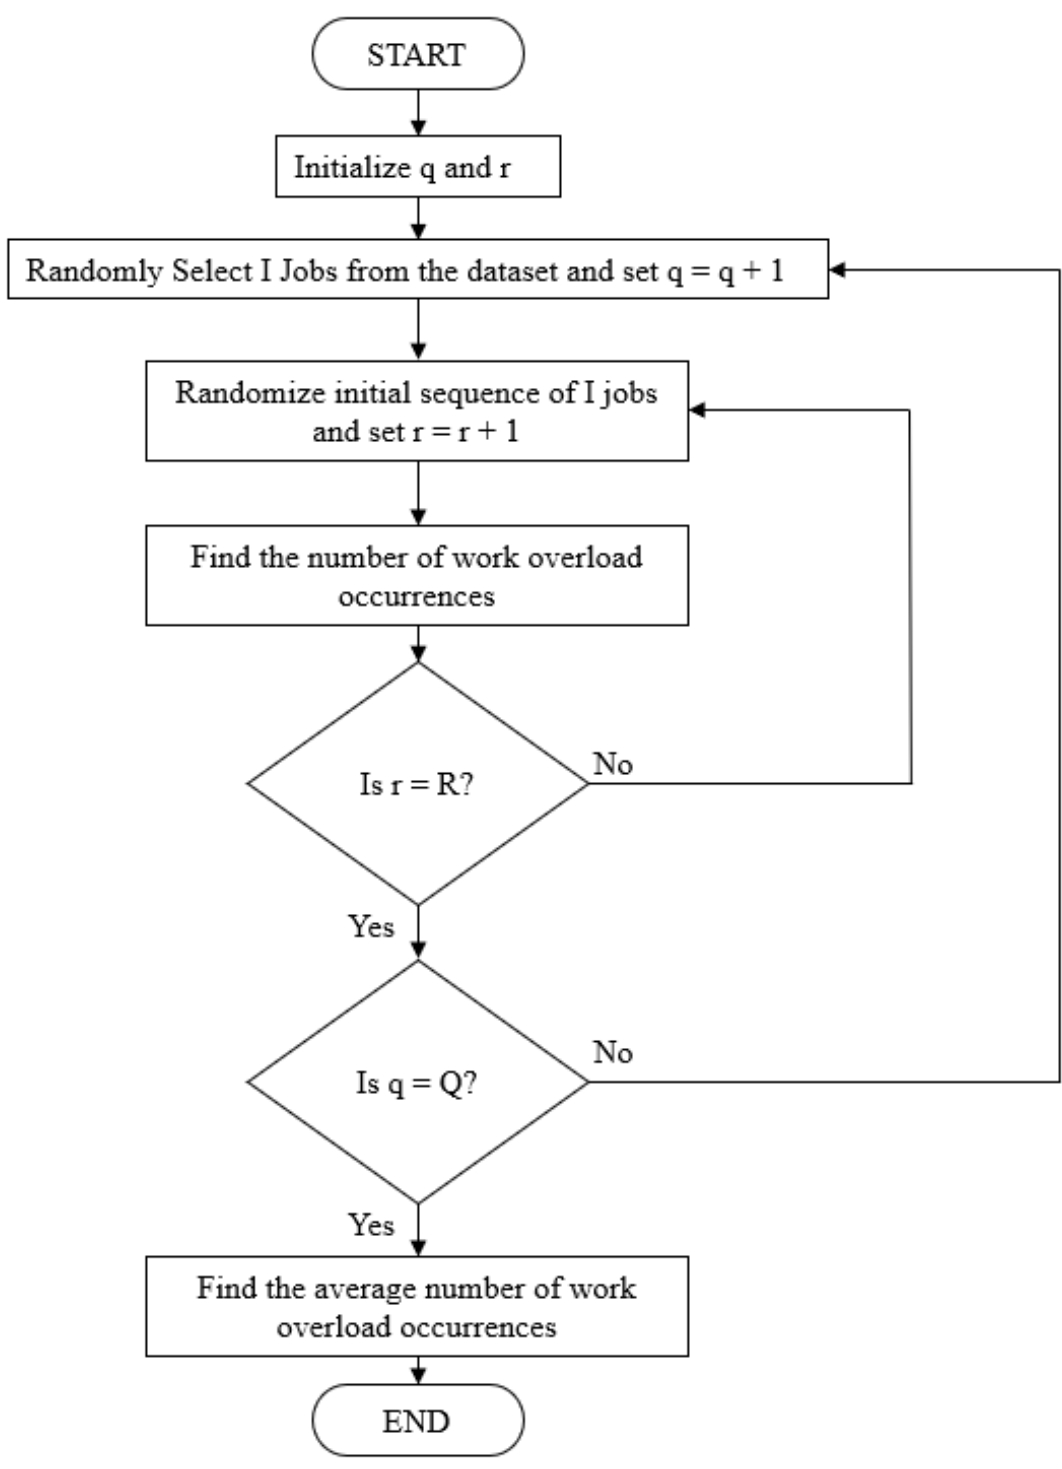 START
Initialize q and r
Randomly Select I Jobs from the dataset and set q = q + 1
Randomize initial sequence of I jobs
and set r = r + 1
Find the number of work overload
occurrences
Is r = R?
No
Yes
Is q = Q?
No
Yes
Find the average number of work
overload occurrences
END